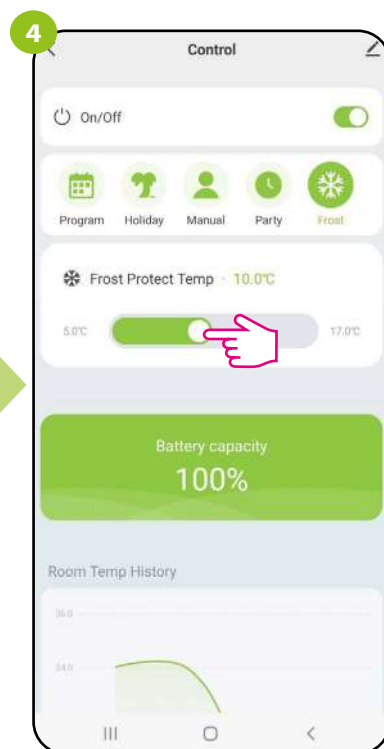 4
Control
On/Off
Program Holiday Manual Party Frost
Frost Protect Temp · 10.0℃
5.0℃ 17.0℃
Battery capacity
100%
Room Temp History
36.0
24.0